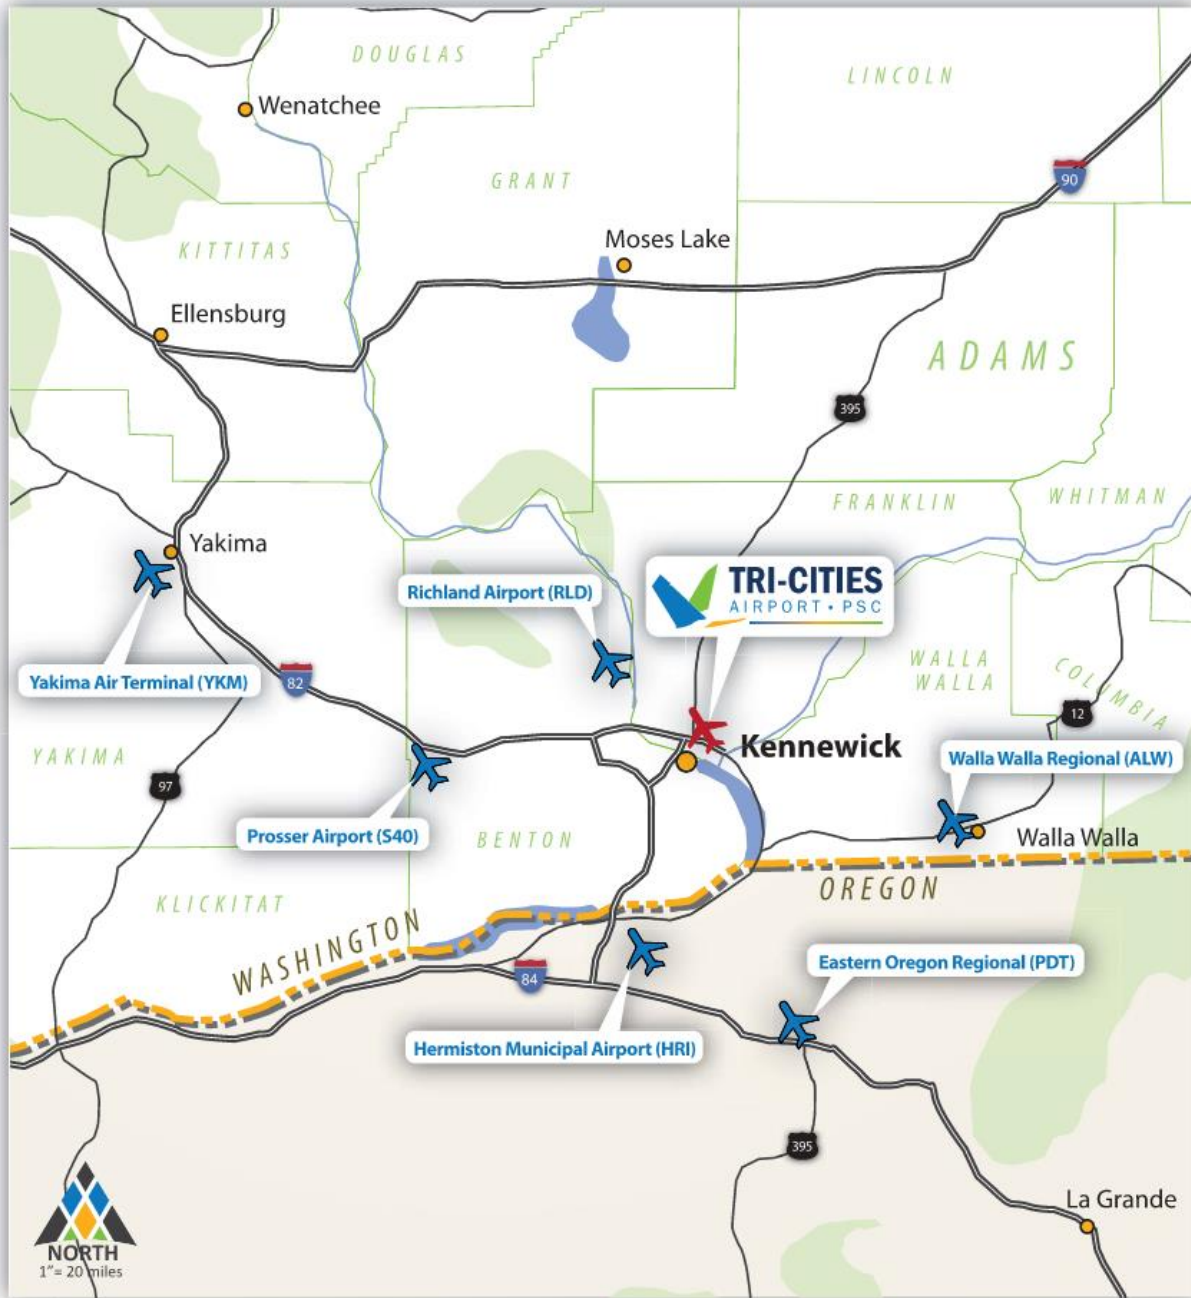 DOUGLAS
LINCOLN
Wenatchee
GRANT
90
Moses Lake
KITTITAS
Ellensburg
ADAMS
395
FRANKLIN
WHITMAN
Yakima
TRI-CITIES
AIRPORT • PSC
Richland Airport (RLD)
WALLA
WALLA
COLUMBIA
Yakima Air Terminal (YKM)
82
12
YAKIMA
Kennewick
Walla Walla Regional (ALW)
97
Prosser Airport (S40)
BENTON
Walla Walla
KLICKITAT
OREGON
WASHINGTON
84
Eastern Oregon Regional (PDT)
Hermiston Municipal Airport (HRI)
395
La Grande
NORTH
1"= 20 miles